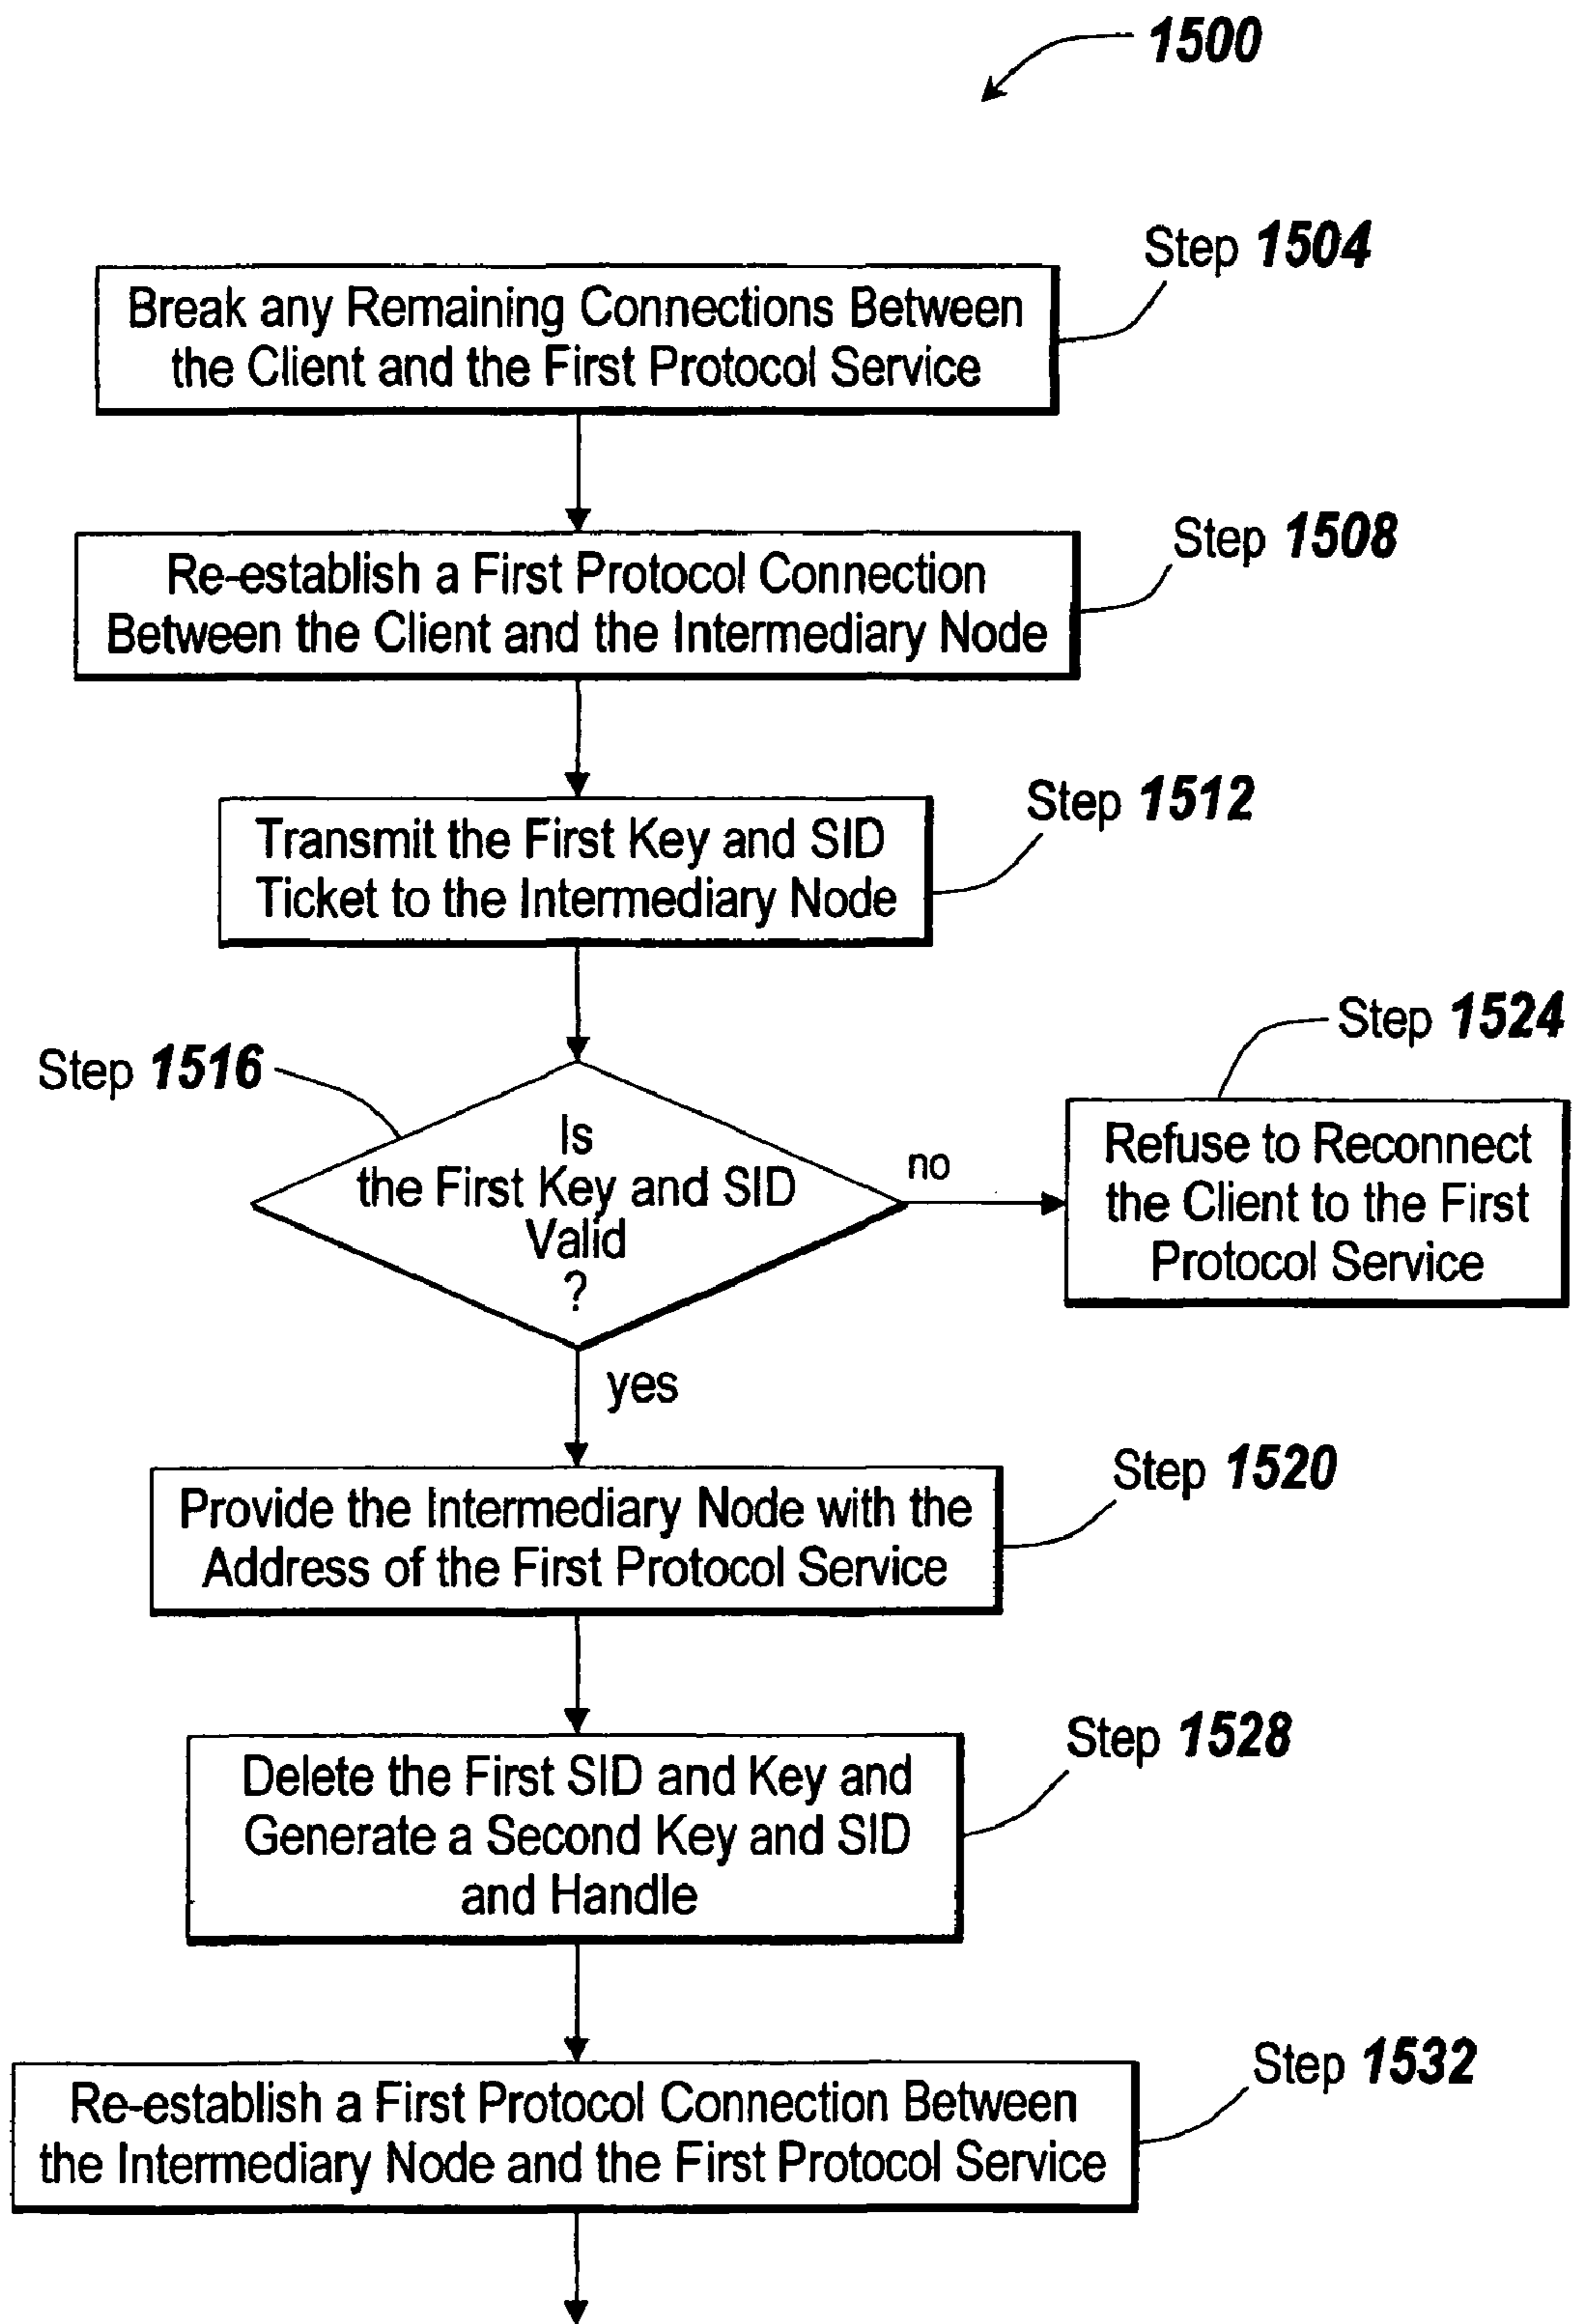 1500
Step 1504
Break any Remaining Connections Between
the Client and the First Protocol Service
Step 1508
Re-establish a First Protocol Connection
Between the Client and the Intermediary Node
Step 1512
Transmit the First Key and SID
Ticket to the Intermediary Node
Step 1516
Is
the First Key and SID
Valid
?
no
Step 1524
Refuse to Reconnect
the Client to the First
Protocol Service
yes
Step 1520
Provide the Intermediary Node with the
Address of the First Protocol Service
Step 1528
Delete the First SID and Key and
Generate a Second Key and SID
and Handle
Step 1532
Re-establish a First Protocol Connection Between
the Intermediary Node and the First Protocol Service